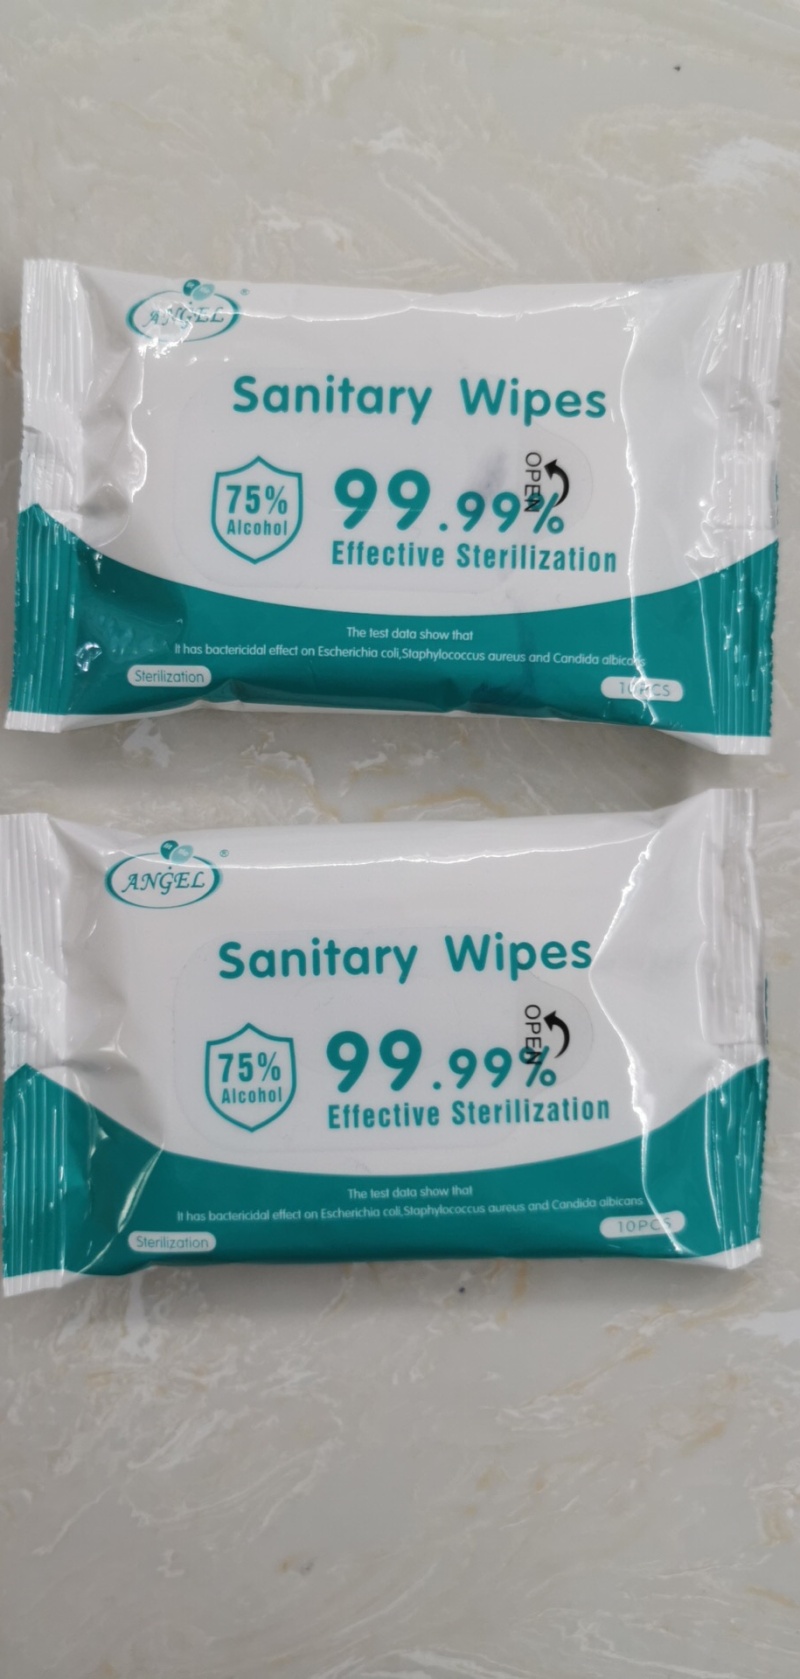 ANGEL®
Sanitary Wipes
OPEN
75%
Alcohol
99.99%
Effective Sterilization
The test data show that
It has bactericidal effect on Escherichia coli,Staphylococcus aureus and Candida albicans
Sterilization
10PCS
ANGEL®
Sanitary Wipes
OPEN
75%
Alcohol
99.99%
Effective Sterilization
The test data show that
It has bactericidal effect on Escherichia coli,Staphylococcus aureus and Candida albicans
Sterilization
10PCS